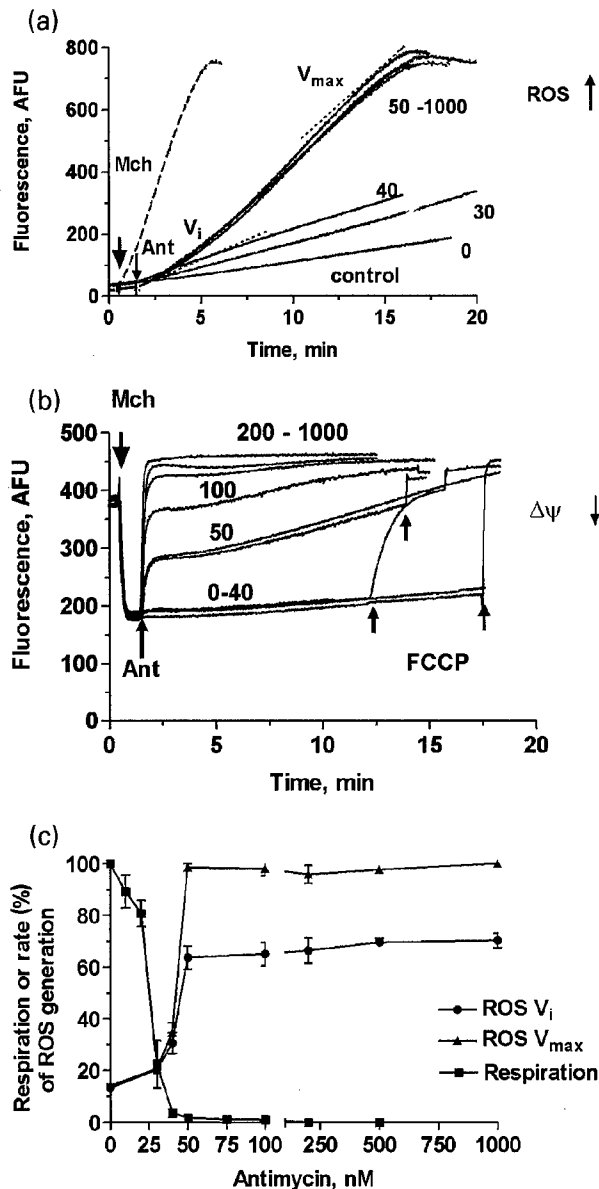 (a)
Fluorescence, AFU
800
600
400
200
0
Mch
Ant
Vi
Vmax
50 -1000
40
30
0
control
ROS
0
5
10
15
20
Time, min
(b)
Mch
Fluorescence, AFU
500
400
300
200
100
0
200 - 1000
100
50
0-40
Ant
FCCP
Δψ
0
5
10
15
20
Time, min
(c)
Respiration or rate (%)
of ROS generation
100
80
60
40
20
0
ROS Vi
ROS Vmax
Respiration
0
25
50
75
100
250
500
750
1000
Antimycin, nM